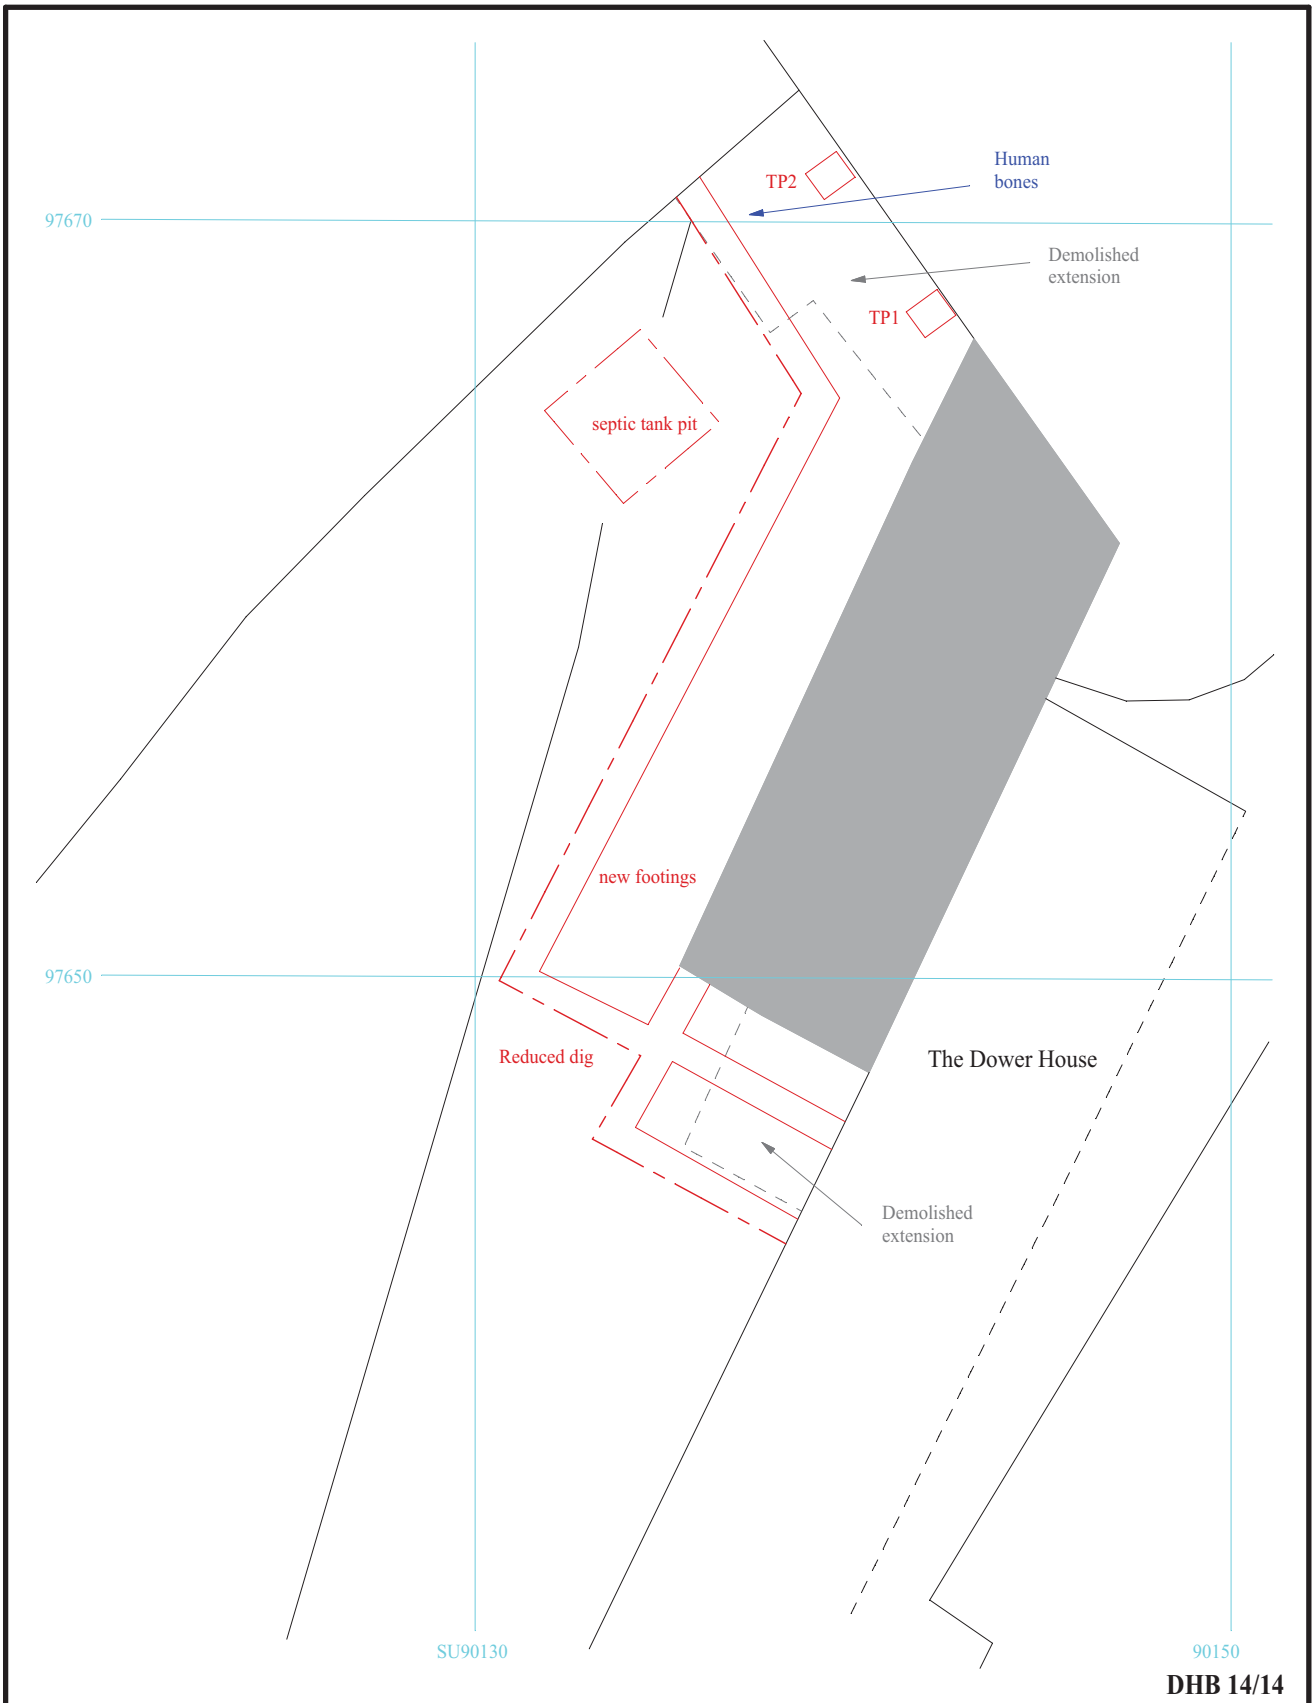 Human
bones
TP2
97670
Demolished
extension
TP1
septic tank pit
new footings
97650
Reduced dig
The Dower House
Demolished
extension
SU90130
90150
DHB 14/14